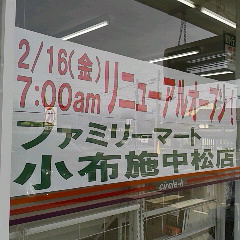 2/16(金)リニューアルオープン!
7:00am
ファミリーマート
小布施中松店
circle-h